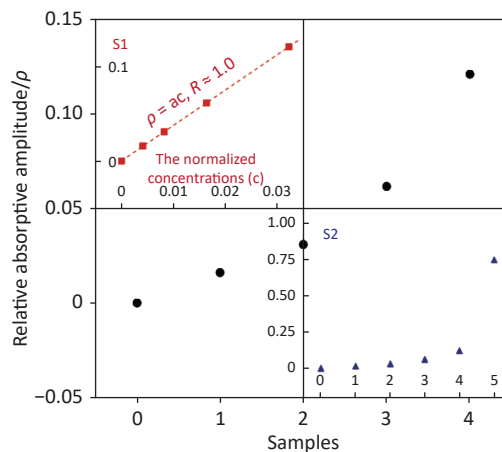 Relative absorptive amplitude/ρ
0.15
0.10
0.05
0
−0.05
S1
0.1
0
ρ = ac, R ≈ 1.0
The normalized
concentrations (c)
0 0.01 0.02 0.03
S2
1.00
0.75
0.50
0.25
0
0 1 2 3 4 5
0 1 2 3 4
Samples